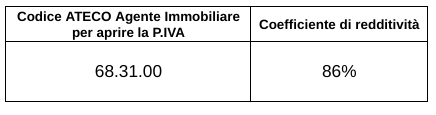 Codice ATECO Agente Immobiliare
per aprire la P.IVA
Coefficiente di redditività
68.31.00
86%